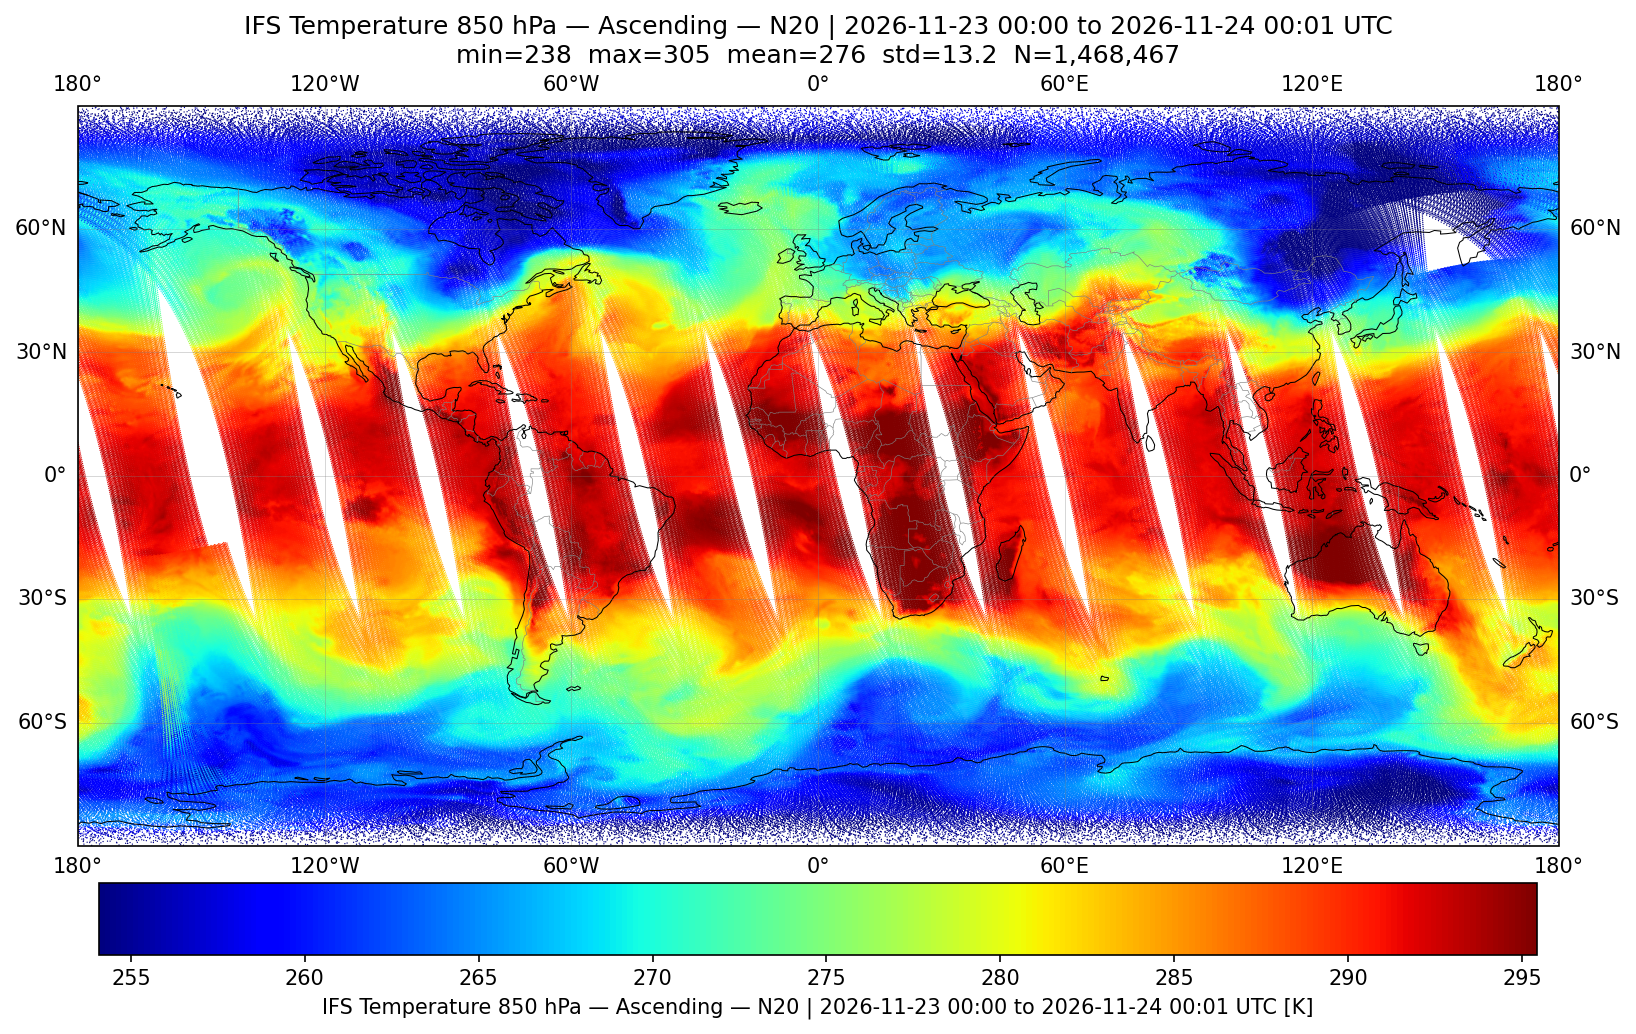 IFS Temperature 850 hPa — Ascending — N20 | 2026-11-23 00:00 to 2026-11-24 00:01 UTC
min=238  max=305  mean=276  std=13.2  N=1,468,467
180° 120°W 60°W 0° 60°E 120°E 180°
60°N 60°N
30°N 30°N
0° 0°
30°S 30°S
60°S 60°S
180° 120°W 60°W 0° 60°E 120°E 180°
255 260 265 270 275 280 285 290 295
IFS Temperature 850 hPa — Ascending — N20 | 2026-11-23 00:00 to 2026-11-24 00:01 UTC [K]